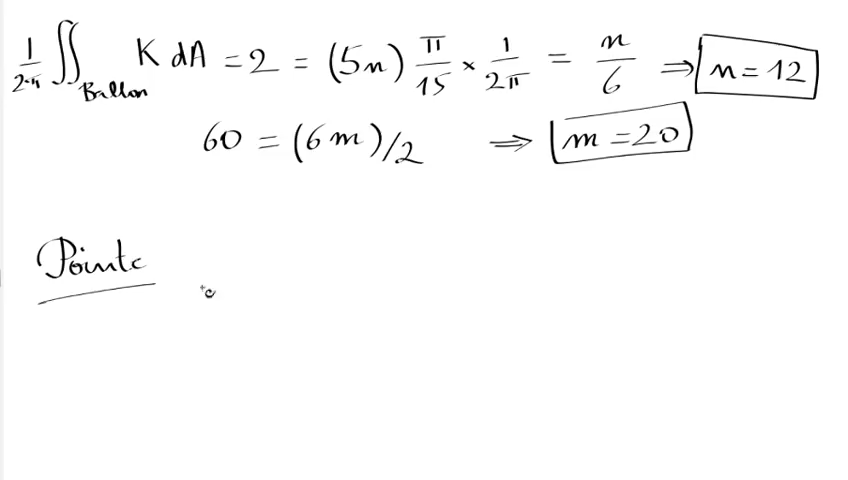 1/2π ∬_Ballon K dA = 2 = (5n) π/15 × 1/2π = n/6 ⇒ n = 12
60 = (6m)/2 ⇒ m = 20
Pointe